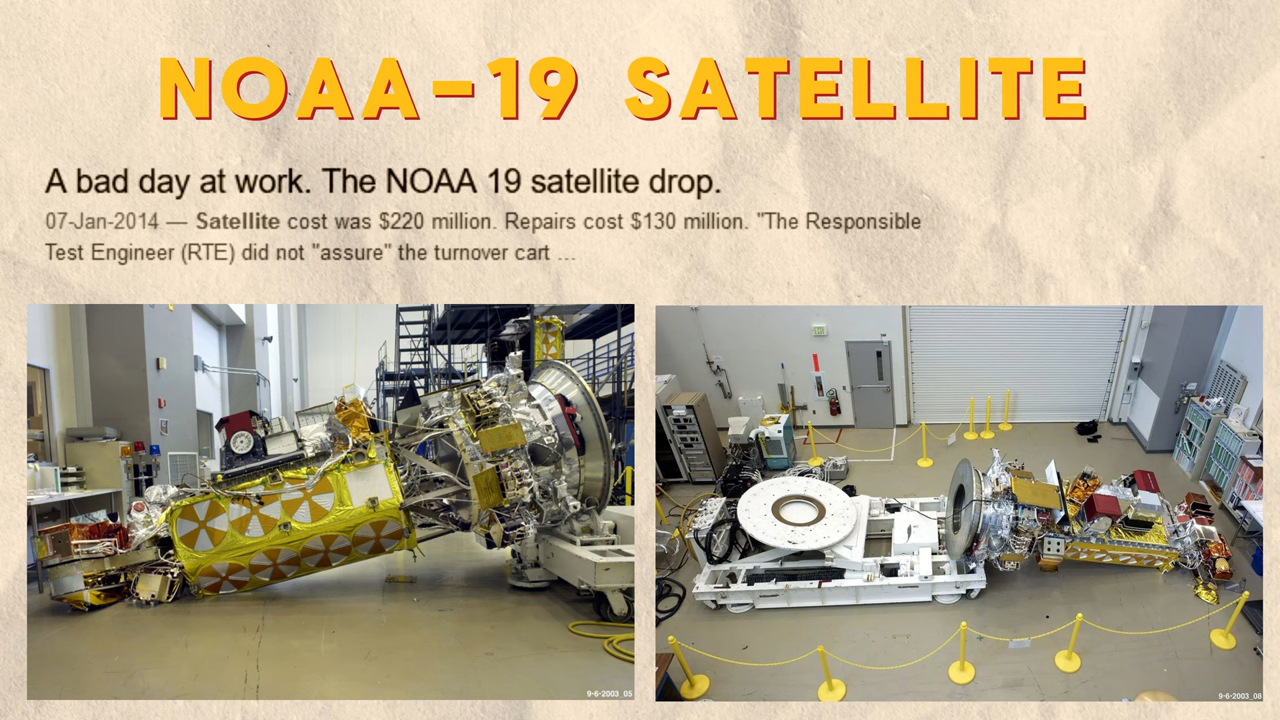 NOAA-19 SATELLITE
A bad day at work. The NOAA 19 satellite drop.
07-Jan-2014 — Satellite cost was $220 million. Repairs cost $130 million. "The Responsible
Test Engineer (RTE) did not "assure" the turnover cart ...
9-6-2003_05
9-6-2003_08